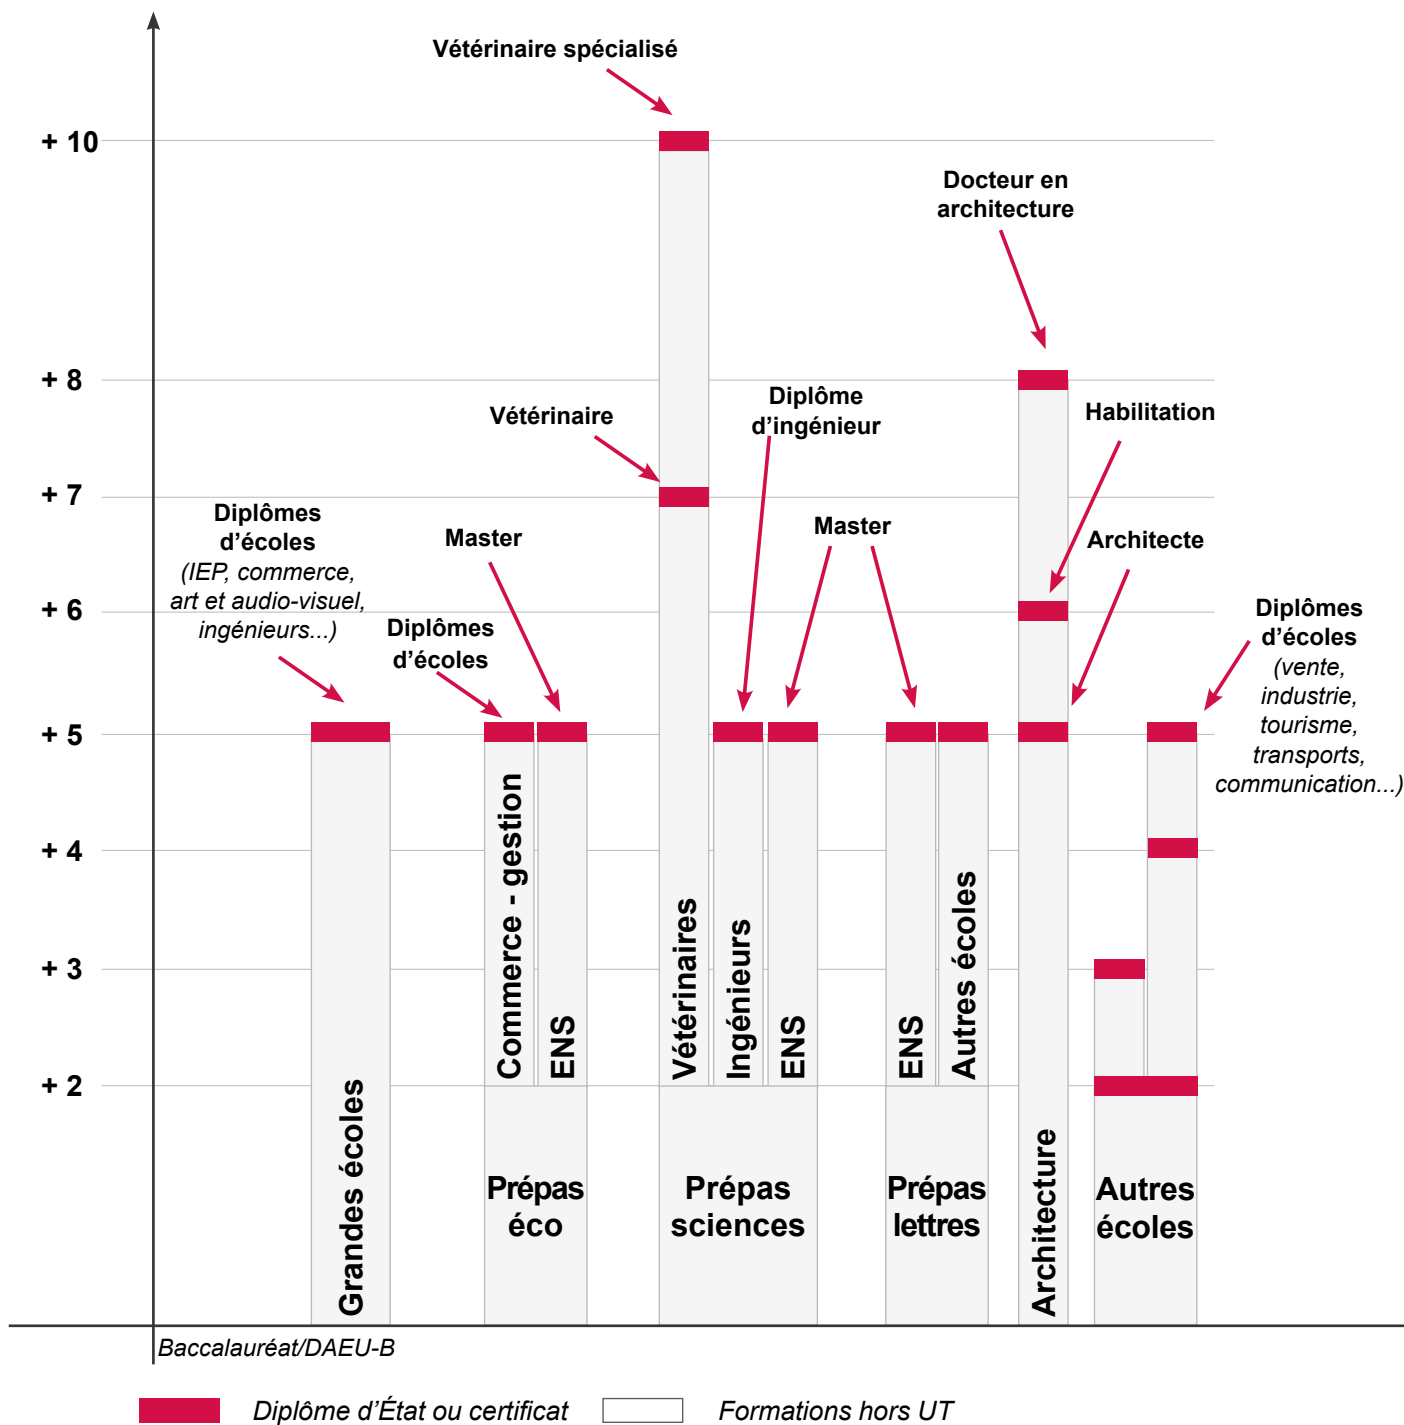 Vétérinaire spécialisé
+ 10
Docteur en
architecture
+ 8
Diplôme
d'ingénieur
Vétérinaire
Habilitation
+ 7
Diplômes
d'écoles
(IEP, commerce,
art et audio-visuel,
ingénieurs...)
Master
Master
Architecte
+ 6
Diplômes
d'écoles
Diplômes
d'écoles
(vente,
industrie,
tourisme,
transports,
communication...)
+ 5
+ 4
+ 3
+ 2
Grandes écoles
Commerce - gestion
ENS
Prépas
éco
Vétérinaires
Ingénieurs
ENS
Prépas
sciences
ENS
Autres écoles
Prépas
lettres
Architecture
Autres
écoles
Baccalauréat/DAEU-B
Diplôme d'État ou certificat
Formations hors UT